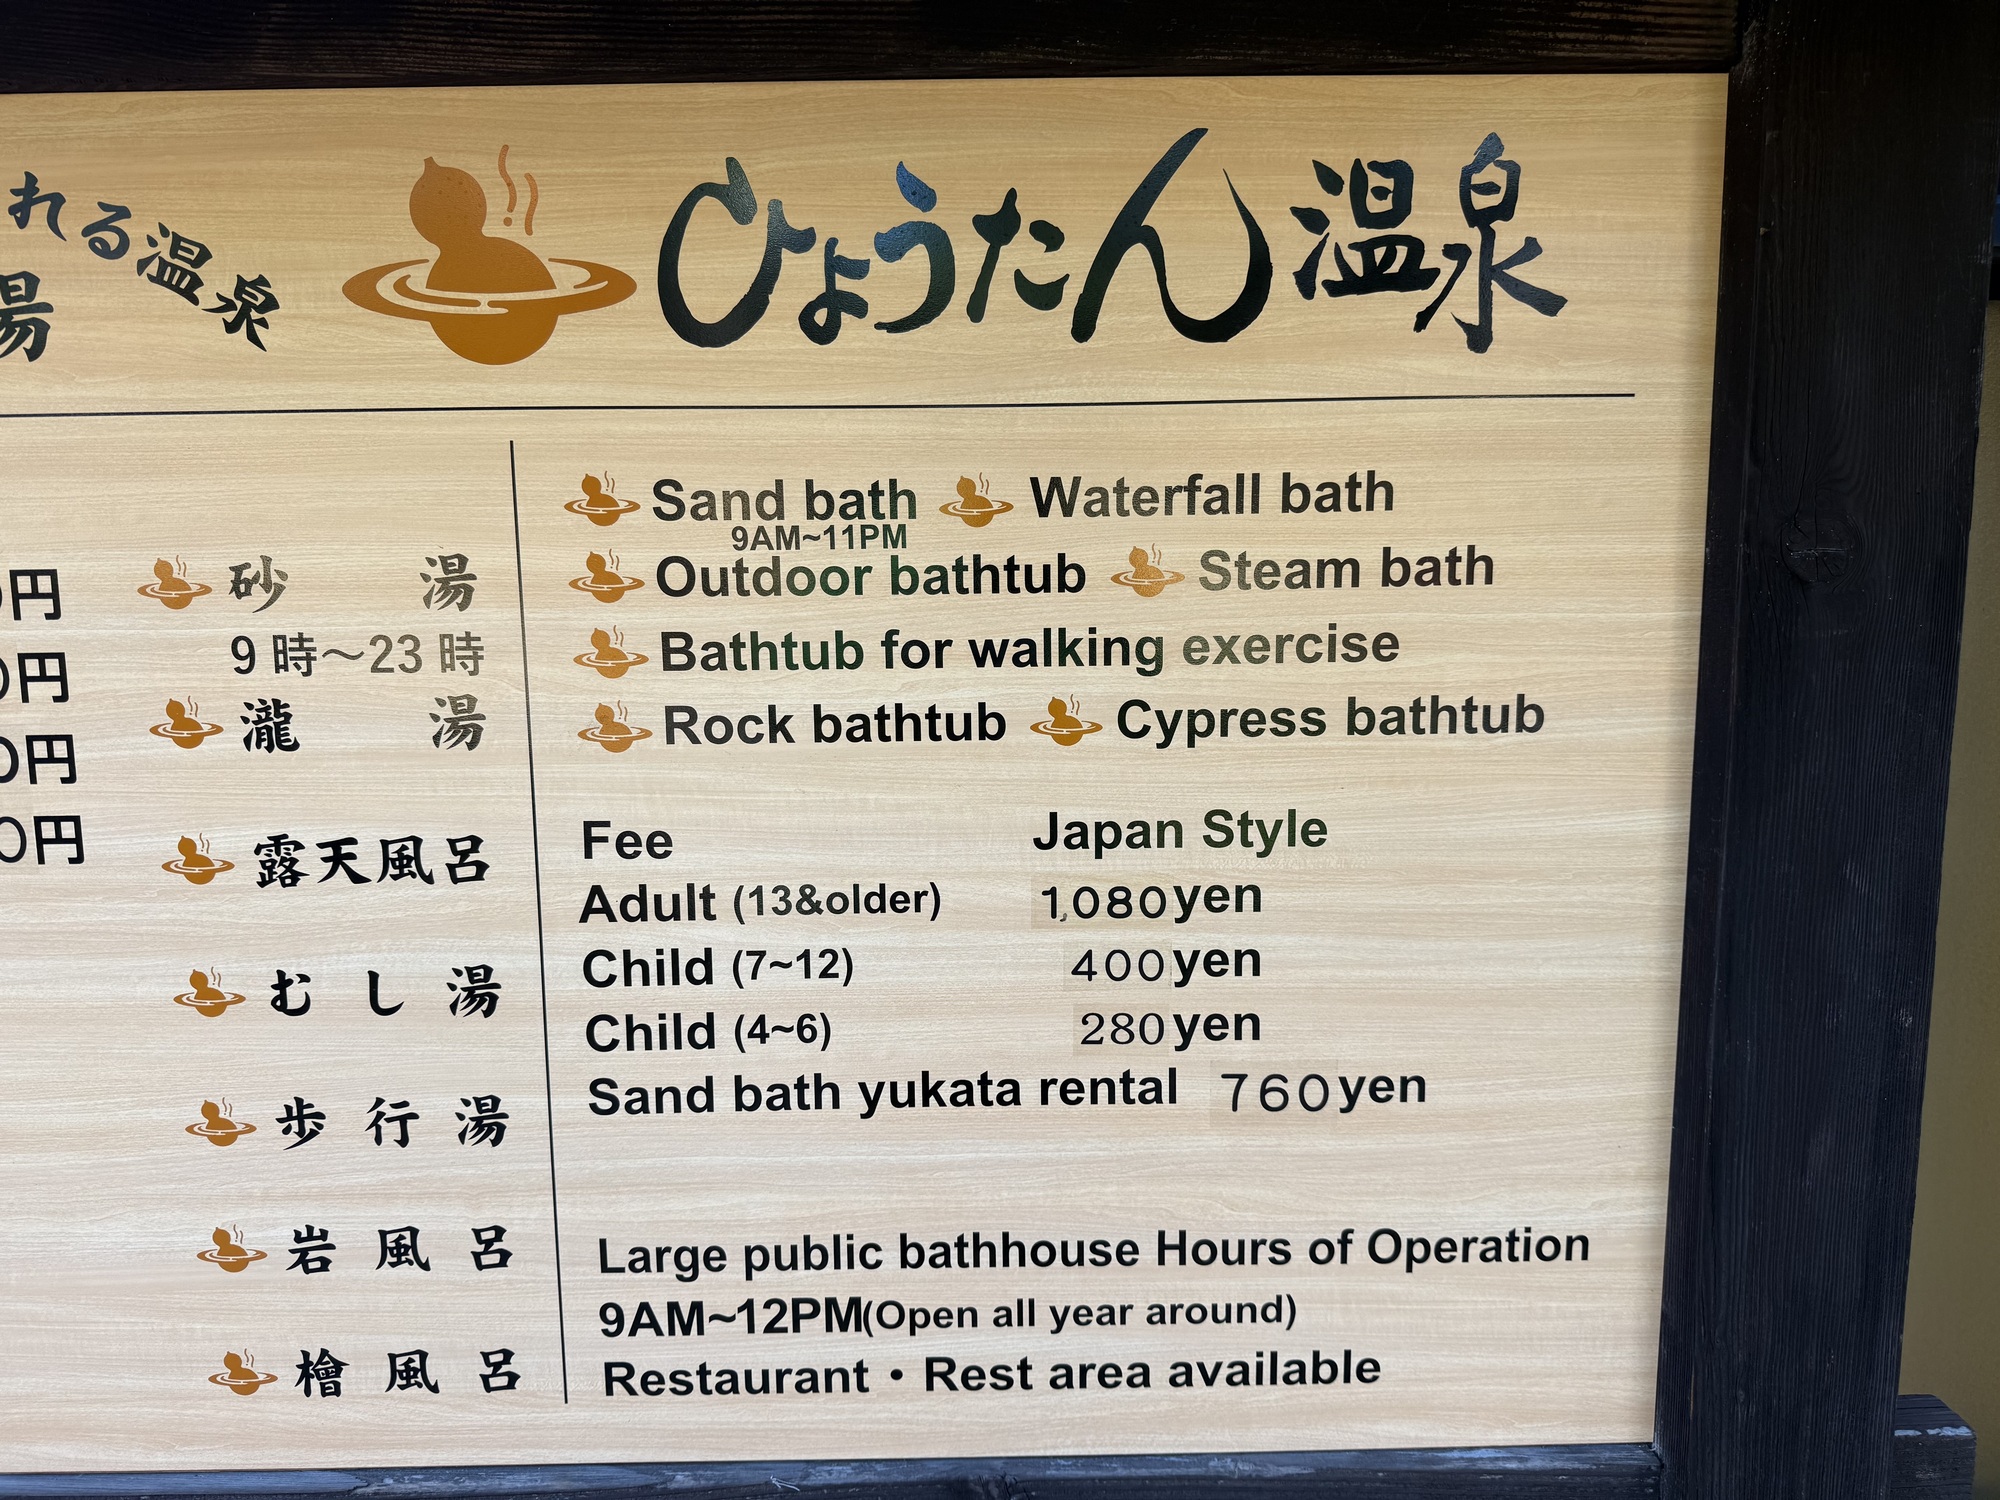 れる温泉
湯
ひょうたん温泉
円
円
円
円
砂湯
9時～23時
瀧湯
露天風呂
むし湯
歩行湯
岩風呂
檜風呂
Sand bath Waterfall bath
9AM~11PM
Outdoor bathtub Steam bath
Bathtub for walking exercise
Rock bathtub Cypress bathtub
Fee Japan Style
Adult (13&older) 1,080yen
Child (7~12) 400yen
Child (4~6) 280yen
Sand bath yukata rental 760yen
Large public bathhouse Hours of Operation
9AM~12PM(Open all year around)
Restaurant・Rest area available